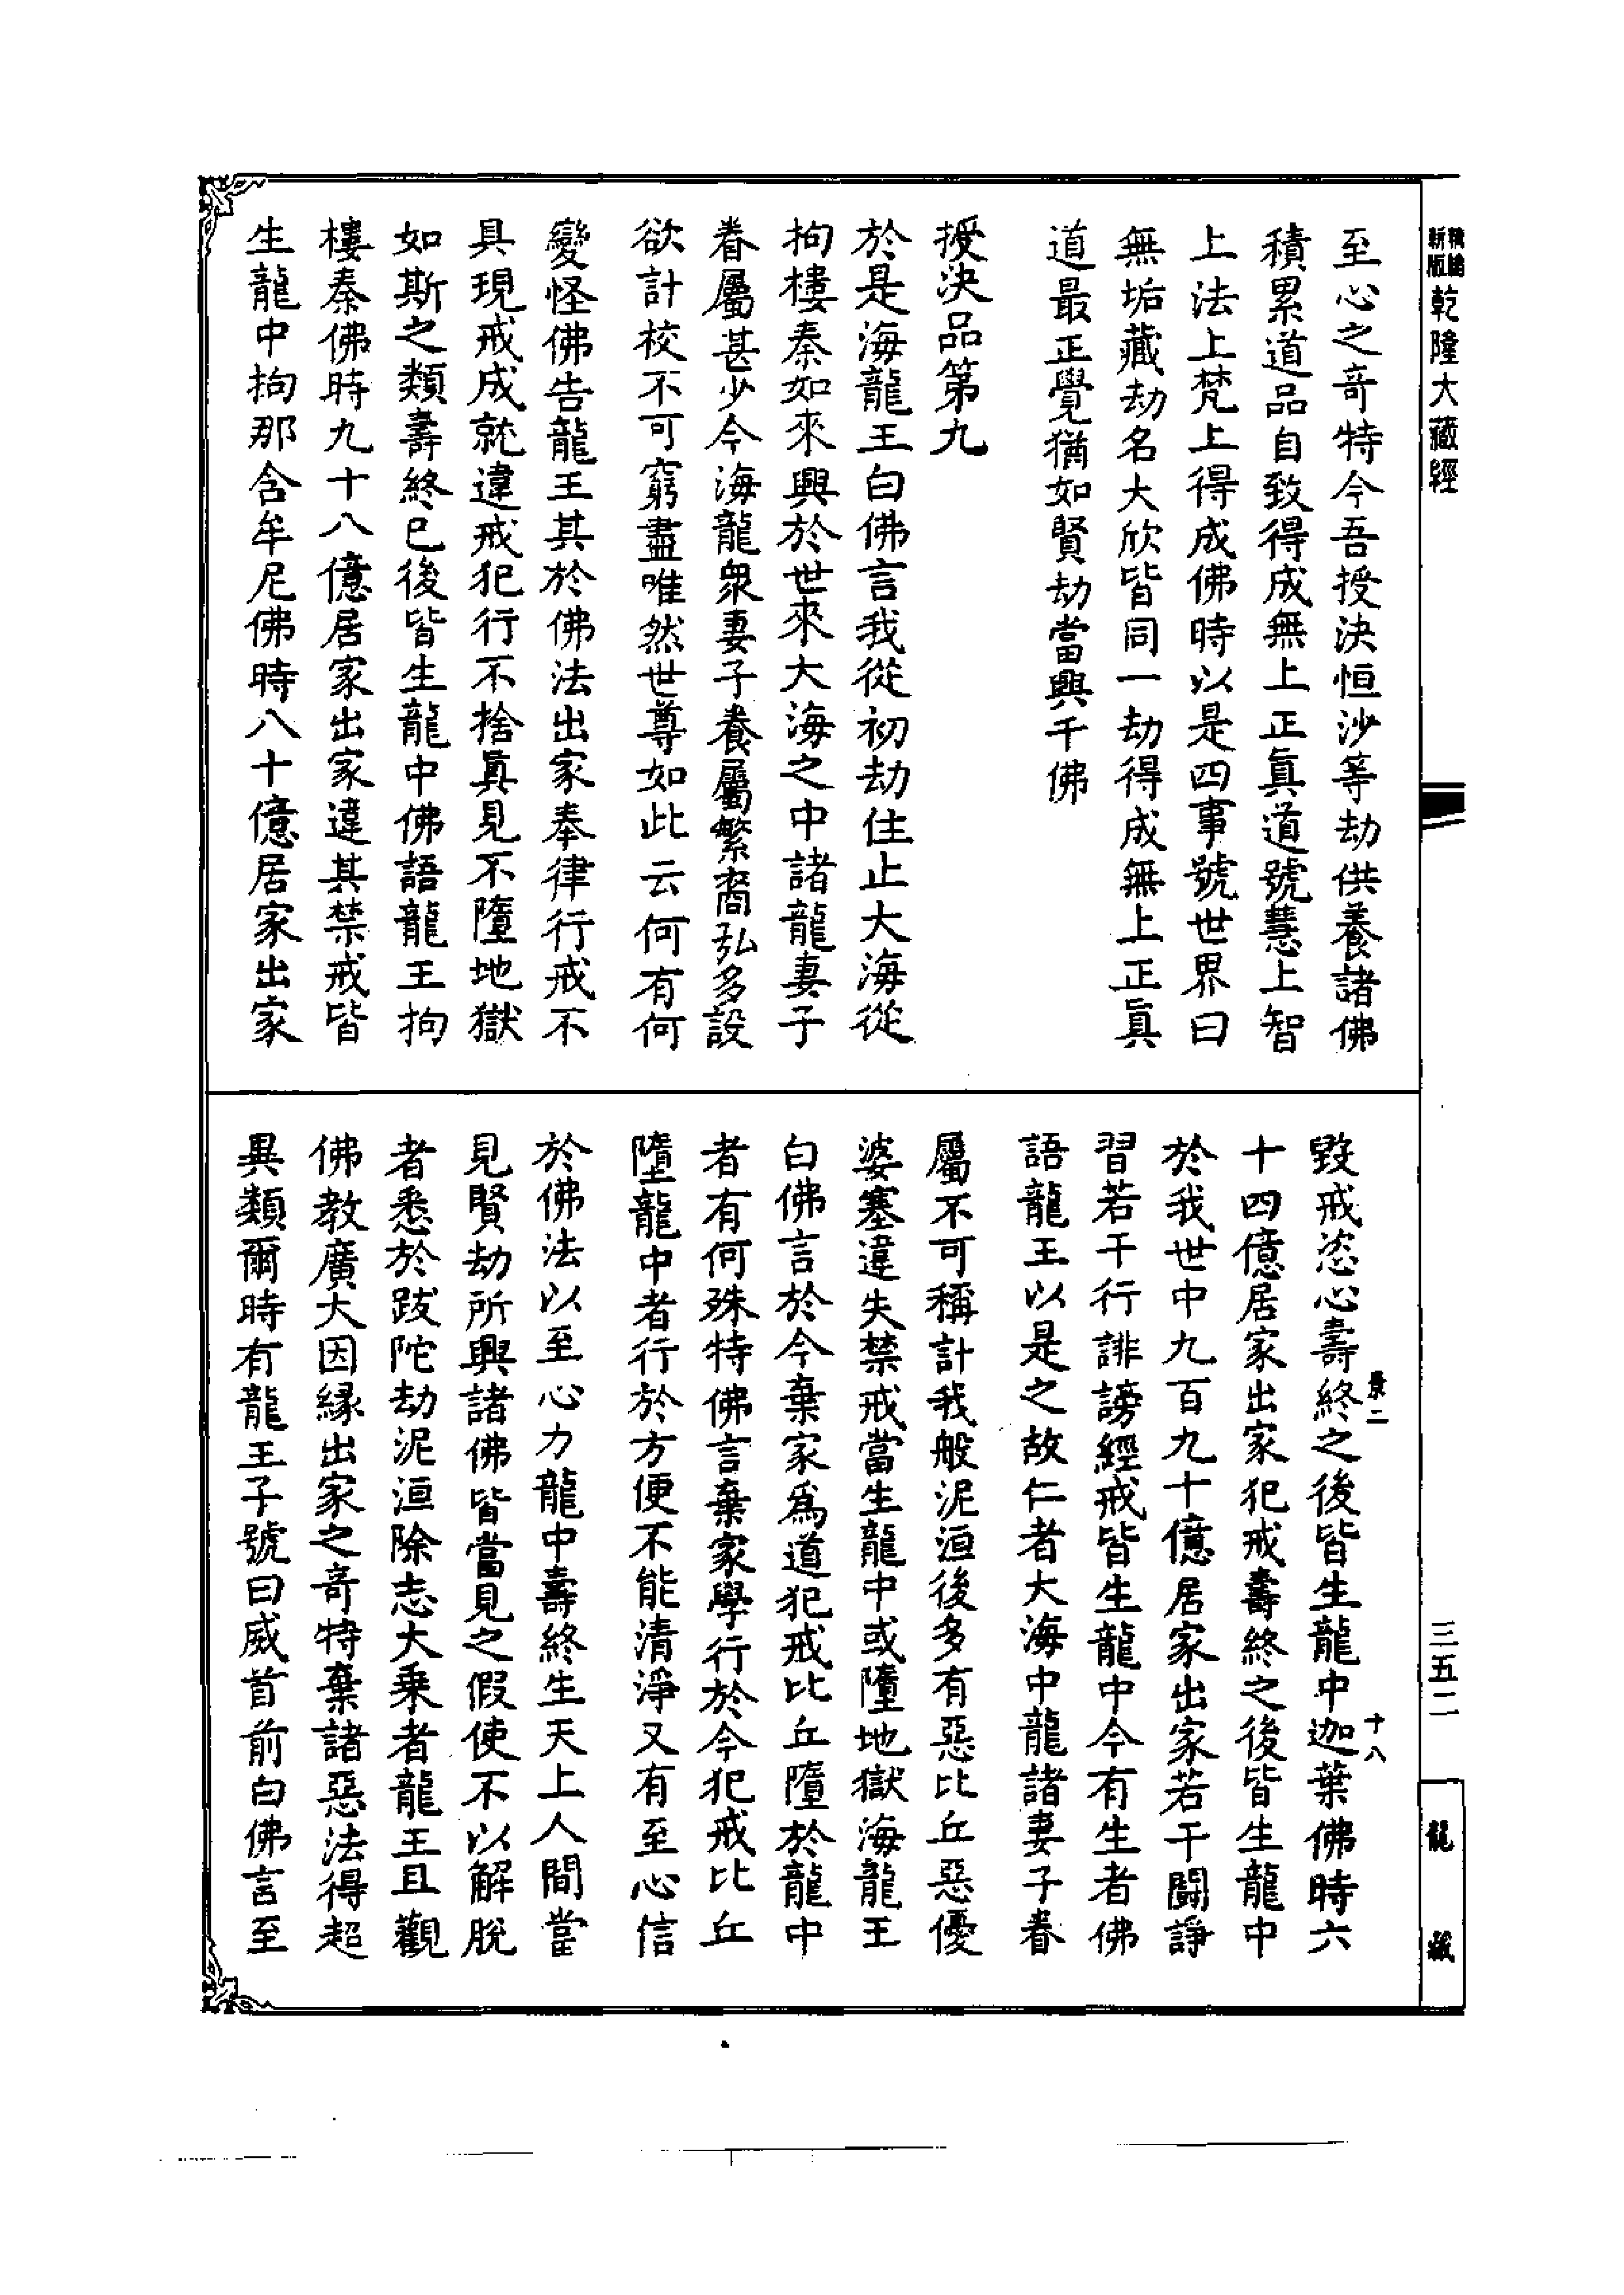 新版精縮乾隆大藏經
至心之奇特今吾授決恒沙等劫供養諸佛
積累道品自致得成無上正眞道號慧上智
上法上梵上得成佛時以是四事號世界曰
無垢藏劫名大欣皆同一劫得成無上正眞
道最正覺猶如賢劫當興千佛
授決品第九
於是海龍王白佛言我從初劫住止大海從
拘樓秦如來興於世來大海之中諸龍妻子
眷屬甚少今海龍眾妻子養屬繁裔弘多設
欲計校不可窮盡唯然世尊如此云何有何
變怪佛告龍王其於佛法出家奉律行戒不
具現戒成就違戒犯行不捨眞見不墮地獄
如斯之類壽終已後皆生龍中佛語龍王拘
樓秦佛時九十八億居家出家違其禁戒皆
生龍中拘那含牟尼佛時八十億居家出家
毀戒恣心壽終之後皆生龍中迦葉佛時六
十四億居家出家犯戒壽終之後皆生龍中
於我世中九百九十億居家出家若干鬪諍
習若干行誹謗經戒皆生龍中今有生者佛
語龍王以是之故仁者大海中龍諸妻子眷
屬不可稱計我般泥洹後多有惡比丘惡優
婆塞違失禁戒當生龍中或墮地獄海龍王
白佛言於今棄家爲道犯戒比丘墮於龍中
者有何殊特佛言棄家學行於今犯戒比丘
墮龍中者行於方便不能清淨又有至心信
於佛法以至心力龍中壽終生天上人間當
見賢劫所興諸佛皆當見之假使不以解脫
者悉於跋陀劫泥洹除志大乗者龍王且觀
佛教廣大因緣出家之奇特棄諸惡法得超
異類爾時有龍王子號曰威首前白佛言至
景二
十八
三五二
龍藏